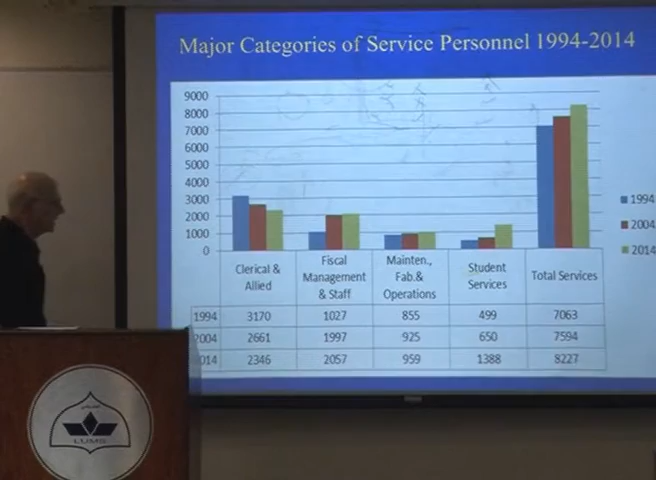 Major Categories of Service Personnel 1994-2014
9000
8000
7000
6000
5000
4000
3000
2000
1000
0
1994
2004
2014
Clerical & Allied
Fiscal Management & Staff
Mainten., Fab.& Operations
Student Services
Total Services
1994 3170 1027 855 499 7063
2004 2661 1997 925 650 7594
2014 2346 2057 959 1388 8227
LUMS